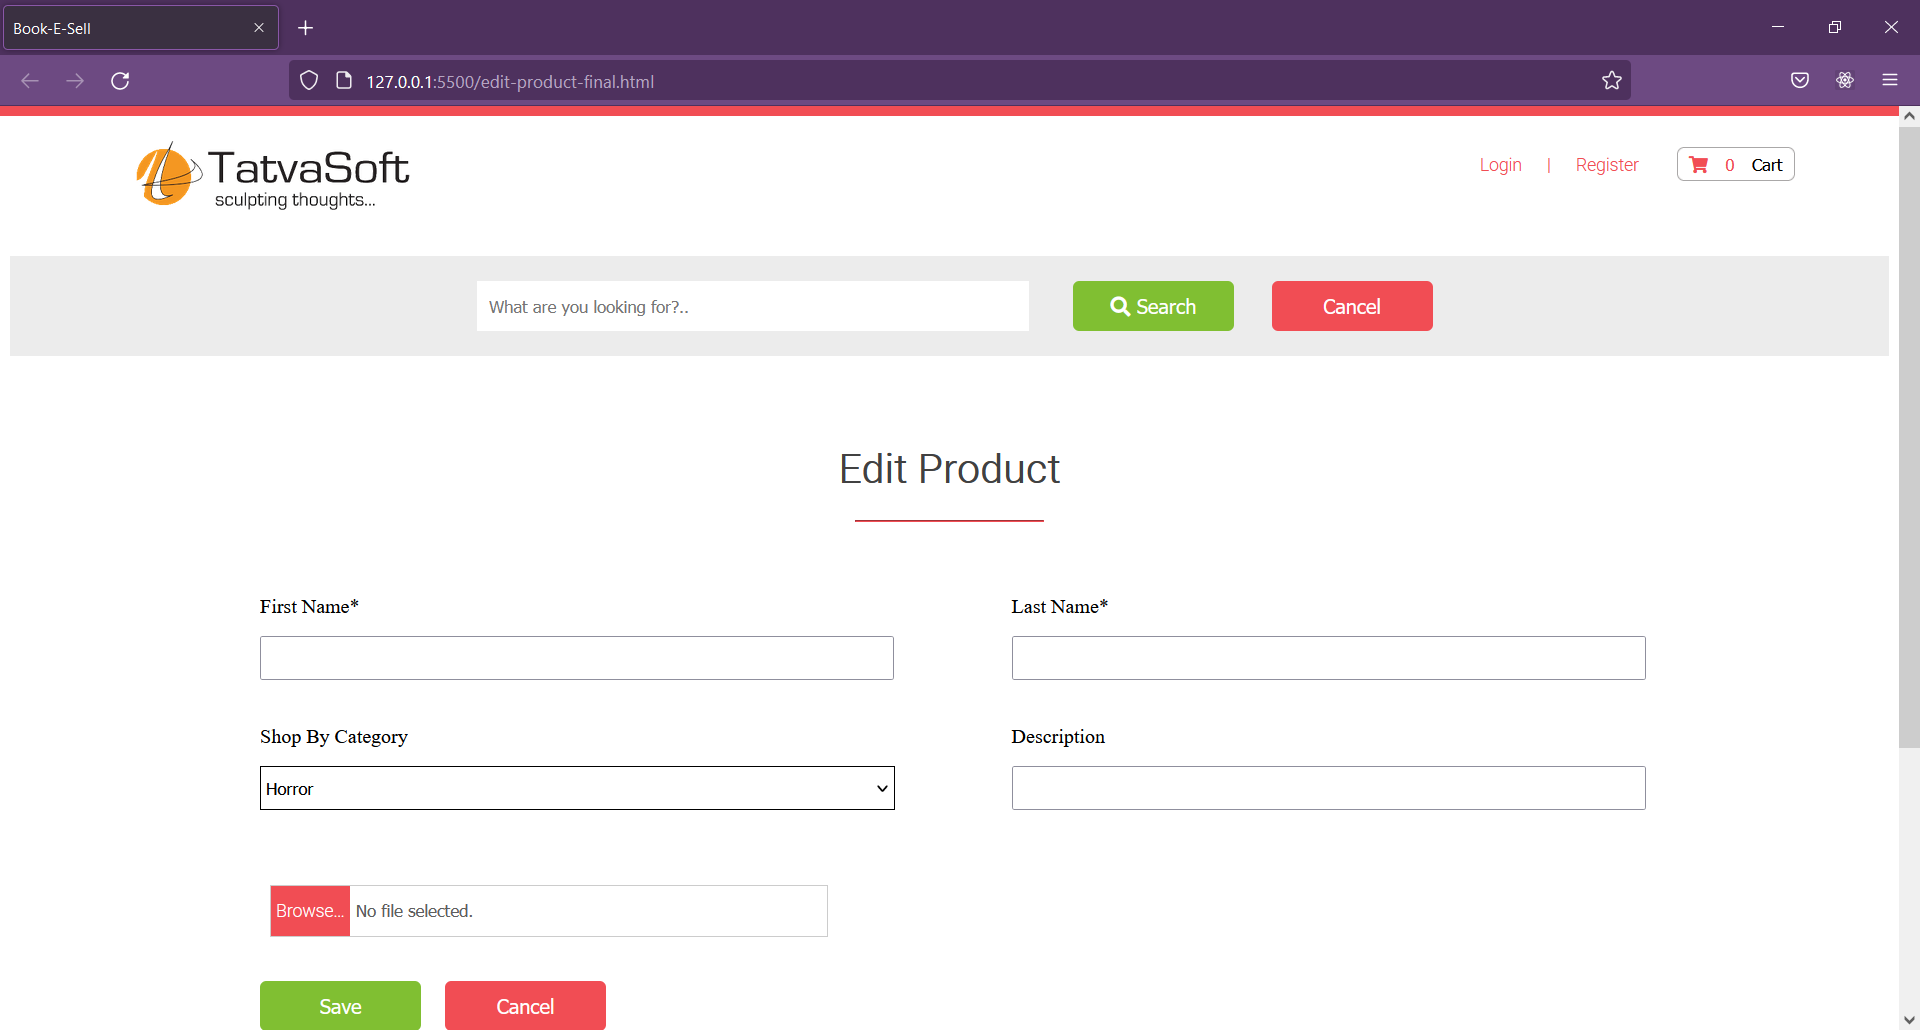 Book-E-Sell
127.0.0.1:5500/edit-product-final.html
TatvaSoft
sculpting thoughts...
Login | Register 0 Cart
What are you looking for?.. Search Cancel
Edit Product
First Name* Last Name*
Shop By Category Description
Horror
Browse... No file selected.
Save Cancel